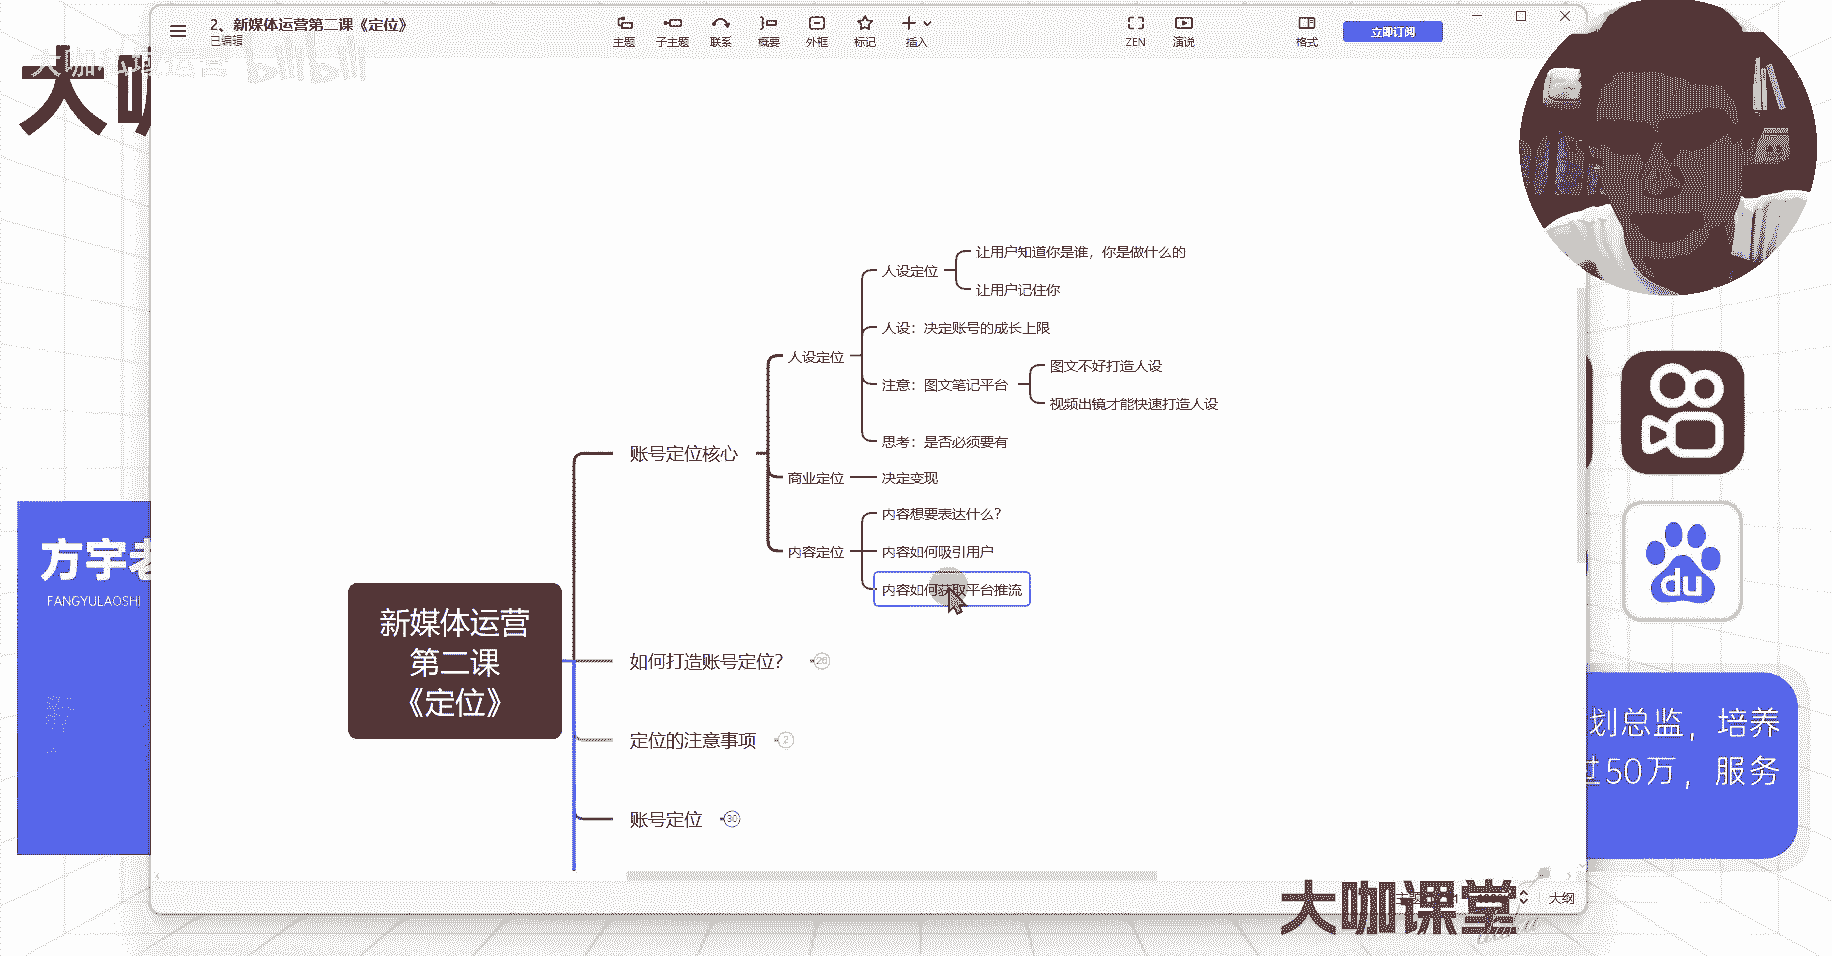 2、新媒体运营第二课《定位》
已编辑
主题
子主题
联系
概要
外框
标记
插入
ZEN
演说
格式
立即订阅
大咖私域运营
bilibili
大咖
方宇老
FANGYULAOSHI
新媒体运营
第二课
《定位》
账号定位核心
人设定位
人设定位
让用户知道你是谁，你是做什么的
让用户记住你
人设：决定账号的成长上限
注意：图文笔记平台
图文不好打造人设
视频出镜才能快速打造人设
思考：是否必须要有
商业定位
决定变现
内容定位
内容想要表达什么？
内容如何吸引用户
内容如何获取平台推流
如何打造账号定位？
26
定位的注意事项
2
账号定位
30
du
划总监，培养
过50万，服务
大咖课堂
大纲